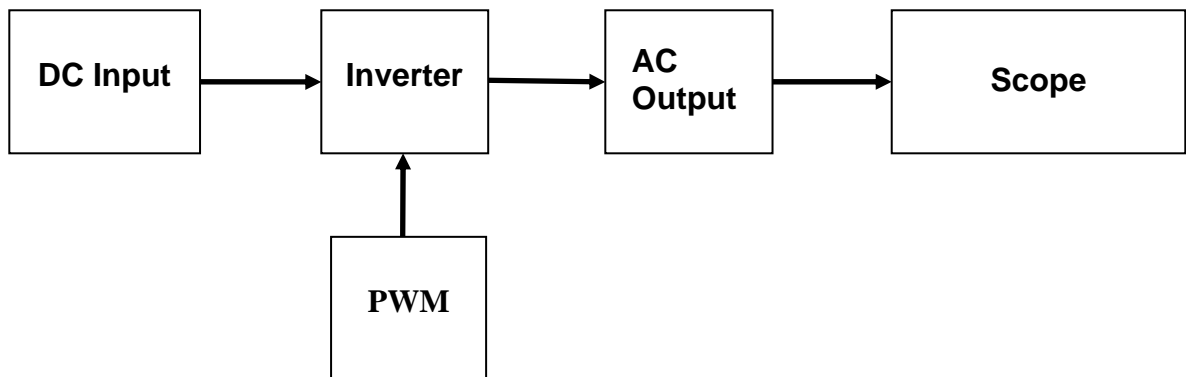 DC Input
Inverter
AC
Output
Scope
PWM